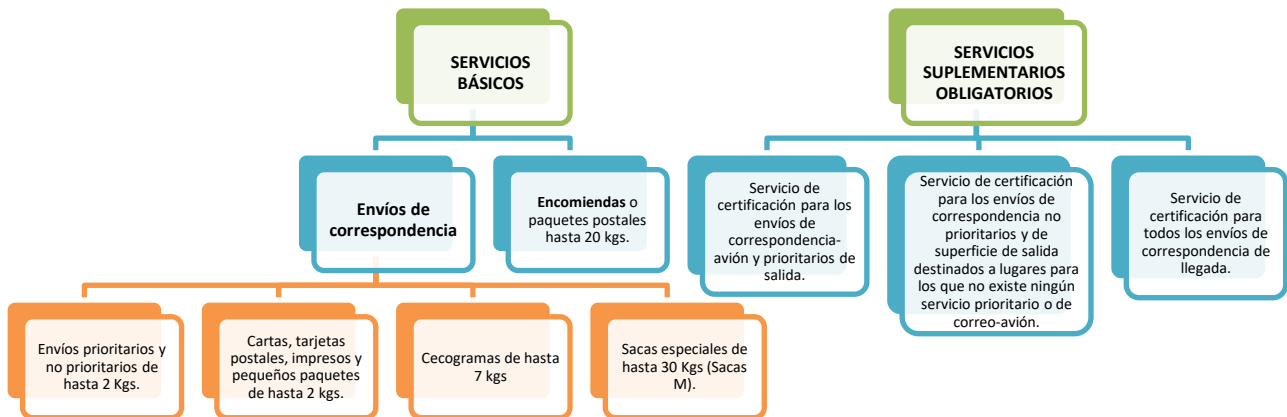 SERVICIOS
BÁSICOS
SERVICIOS
SUPLEMENTARIOS
OBLIGATORIOS
Envíos de
correspondencia
Encomiendas o
paquetes postales
hasta 20 kgs.
Servicio de
certificación para los
envíos de
correspondencia-
avión y prioritarios de
salida.
Servicio de certificación
para los envíos de
correspondencia no
prioritarios y de
superficie de salida
destinados a lugares para
los que no existe ningún
servicio prioritario o de
correo-avión.
Servicio de
certificación para
todos los envíos de
correspondencia de
llegada.
Envíos prioritarios y
no prioritarios de
hasta 2 Kgs.
Cartas, tarjetas
postales, impresos y
pequeños paquetes
de hasta 2 kgs.
Cecogramas de hasta
7 kgs
Sacas especiales de
hasta 30 Kgs (Sacas
M).